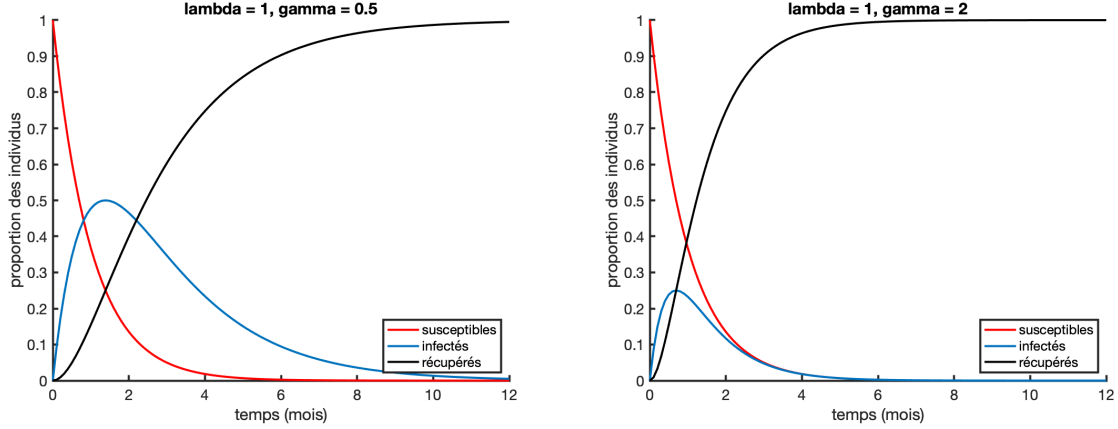 lambda = 1, gamma = 0.5
proportion des individus
1
0.9
0.8
0.7
0.6
0.5
0.4
0.3
0.2
0.1
0
susceptibles
infectés
récupérés
0 2 4 6 8 10 12
temps (mois)
lambda = 1, gamma = 2
proportion des individus
1
0.9
0.8
0.7
0.6
0.5
0.4
0.3
0.2
0.1
0
susceptibles
infectés
récupérés
0 2 4 6 8 10 12
temps (mois)